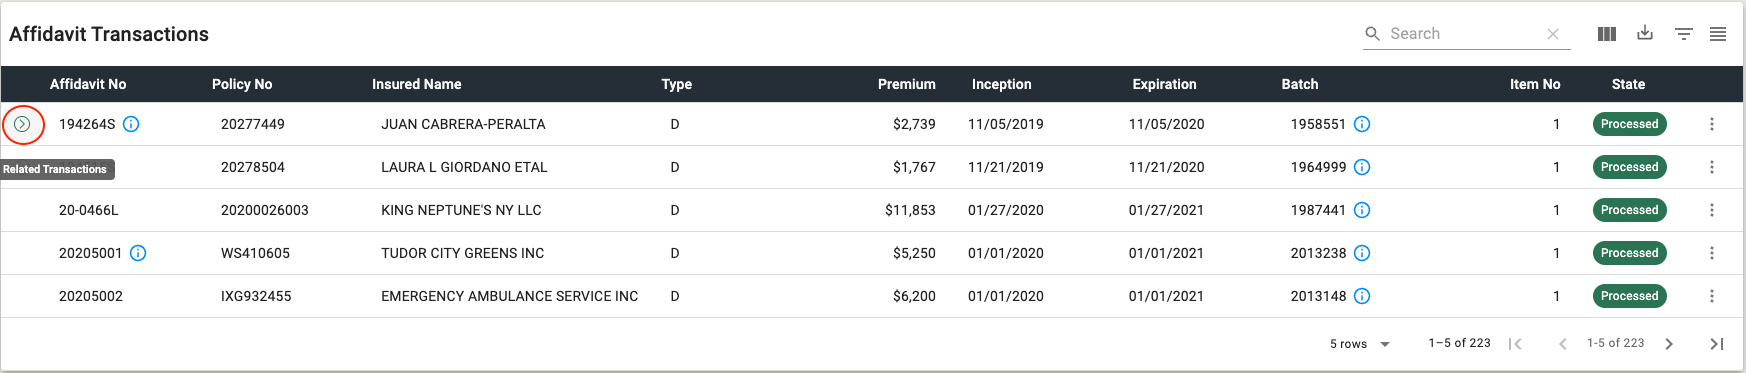 Affidavit Transactions Search
Affidavit No Policy No Insured Name Type Premium Inception Expiration Batch Item No State
194264S 20277449 JUAN CABRERA-PERALTA D $2,739 11/05/2019 11/05/2020 1958551 1 Processed
Related Transactions 20278504 LAURA L GIORDANO ETAL D $1,767 11/21/2019 11/21/2020 1964999 1 Processed
20-0466L 20200026003 KING NEPTUNE'S NY LLC D $11,853 01/27/2020 01/27/2021 1987441 1 Processed
20205001 WS410605 TUDOR CITY GREENS INC D $5,250 01/01/2020 01/01/2021 2013238 1 Processed
20205002 IXG932455 EMERGENCY AMBULANCE SERVICE INC D $6,200 01/01/2020 01/01/2021 2013148 1 Processed
5 rows 1–5 of 223 1-5 of 223